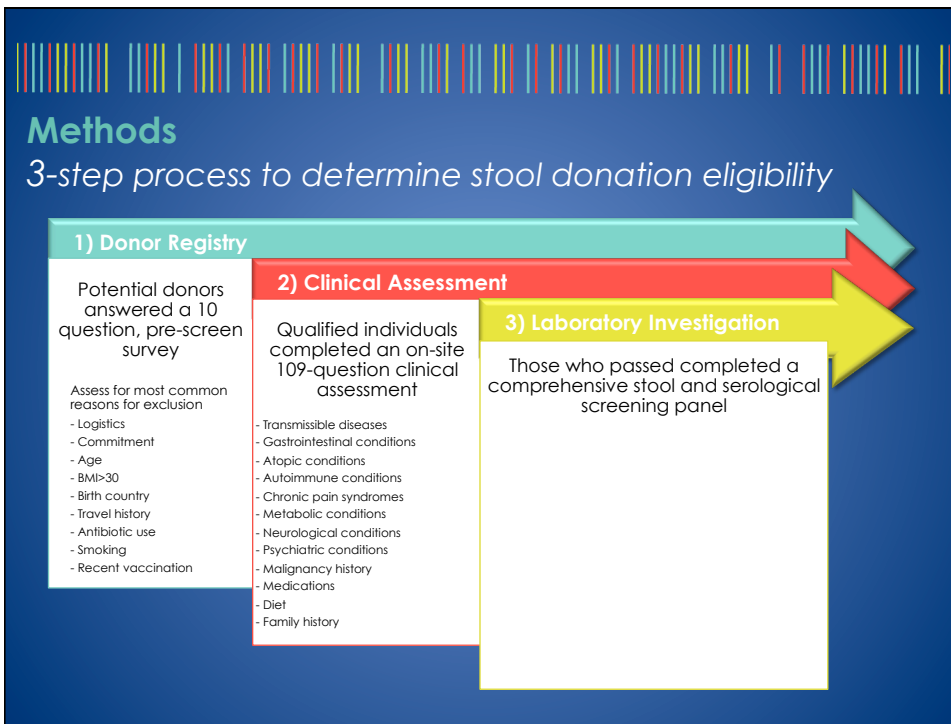 Methods
3-step process to determine stool donation eligibility
1) Donor Registry
Potential donors
answered a 10
question, pre-screen
survey
Assess for most common
reasons for exclusion
- Logistics
- Commitment
- Age
- BMI>30
- Birth country
- Travel history
- Antibiotic use
- Smoking
- Recent vaccination
2) Clinical Assessment
Qualified individuals
completed an on-site
109-question clinical
assessment
- Transmissible diseases
- Gastrointestinal conditions
- Atopic conditions
- Autoimmune conditions
- Chronic pain syndromes
- Metabolic conditions
- Neurological conditions
- Psychiatric conditions
- Malignancy history
- Medications
- Diet
- Family history
3) Laboratory Investigation
Those who passed completed a
comprehensive stool and serological
screening panel